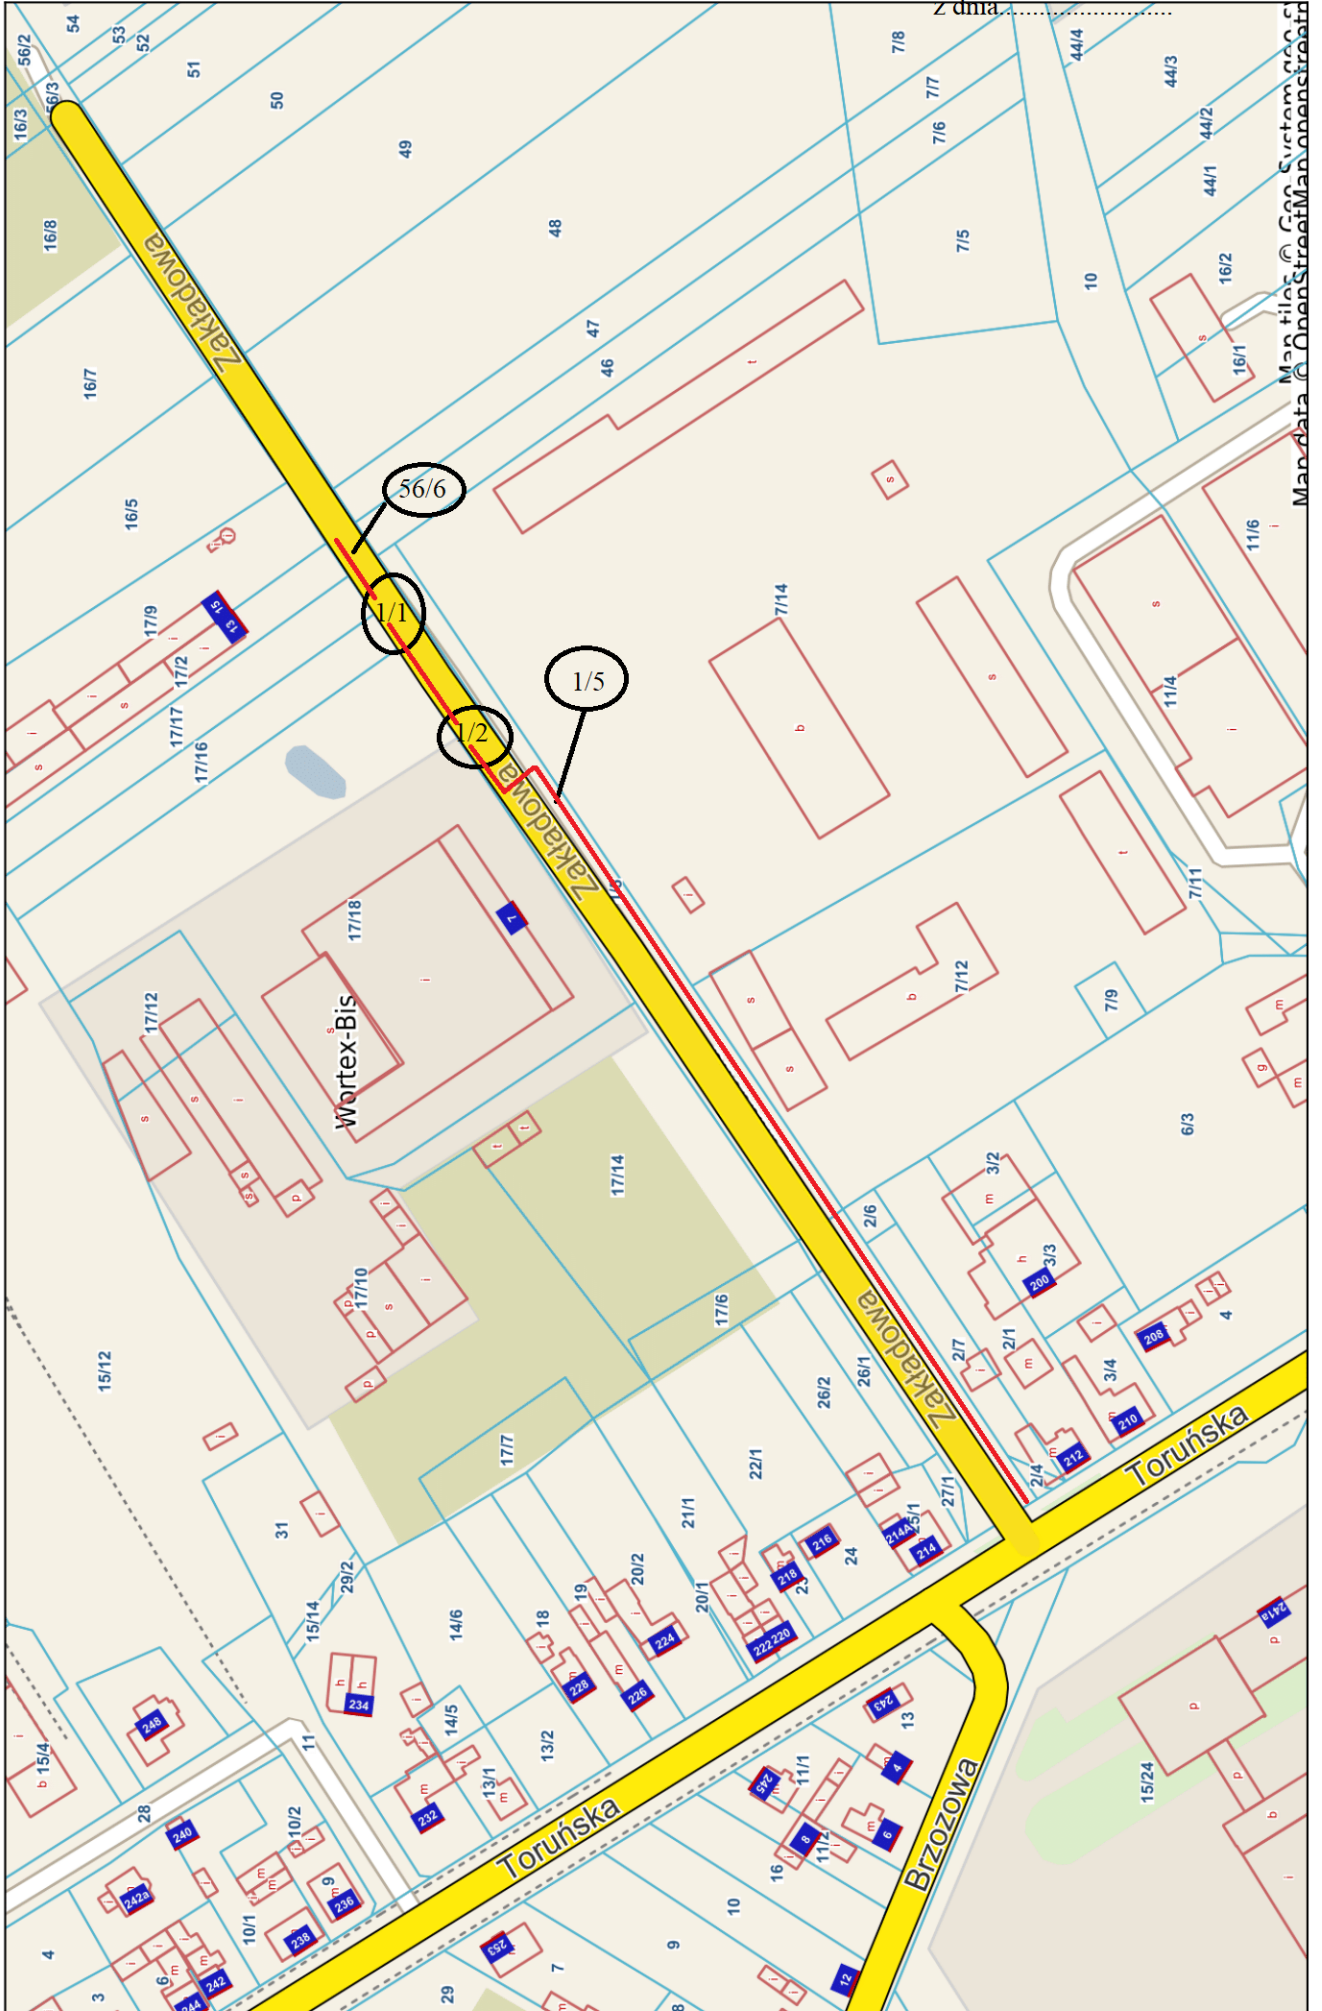 z dnia............................
54
53
52
56/2
51
50
56/3
16/3
49
7/8
7/7
7/6
44/4
44/3
44/2
44/1
16/8
48
7/5
10
16/2
Zakładowa
47
46
16/7
t
s
16/1
Map tiles © Geo-System geo-sy
Map data © OpenStreetMap openstreetm
56/6
16/5
s
11/6
i
i
i
15
13
17/9
i
i
17/2
i
s
17/17
17/16
i
s
1/1
7/14
s
1/5
s
11/4
i
b
1/2
Zakładowa
t
7/11
i
17/18
7
i
s
Wortex-Bis
17/12
s
s
i
s
s
p
s
b
7/12
7/9
m
g
m
s
t
t
17/14
6/3
3/2
m
2/6
h
3/3
200
i
i
17/10
p
s
i
p
p
17/6
Zakładowa
i
i
4
208
i
2/7
2/1
i
m
3/4
15/12
26/2
26/1
210
m
i
17/7
22/1
i
i
27/1
m
212
2/4
Toruńska
31
i
21/1
25/1
214A
214
216
24
218
29/2
20/2
19
20/1
15/14
14/6
18
i
i
224
222
220
241a
p
h
h
234
m
228
m
226
i
14/5
243
13
p
248
11
13/2
i
11/1
245
m
4
15/4
b
i
m
232
13/1
m
15/24
p
28
Toruńska
m
6
8
11/2
b
240
10/2
i
Brzozowa
16
i
242a
m
m
9
m
236
10
10/1
238
253
9
12
4
i
i
m
6
m
242
7
3
244
29
m
8
i
i